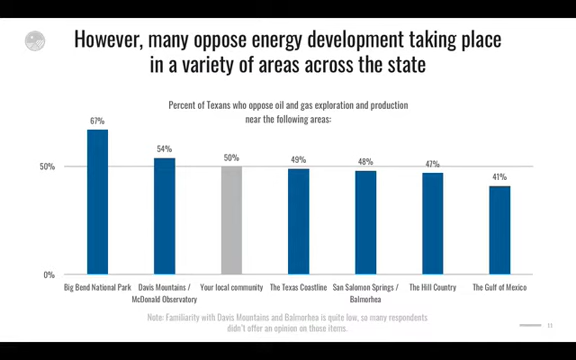 However, many oppose energy development taking place
in a variety of areas across the state
Percent of Texans who oppose oil and gas exploration and production
near the following areas:
67%
54%
50%
49%
48%
47%
41%
50%
0%
Big Bend National Park
Davis Mountains /
McDonald Observatory
Your local community
The Texas Coastline
San Salomon Springs /
Balmorhea
The Hill Country
The Gulf of Mexico
Note: Familiarity with Davis Mountains and Balmorhea is quite low, so many respondents
didn't offer an opinion on those items.
11